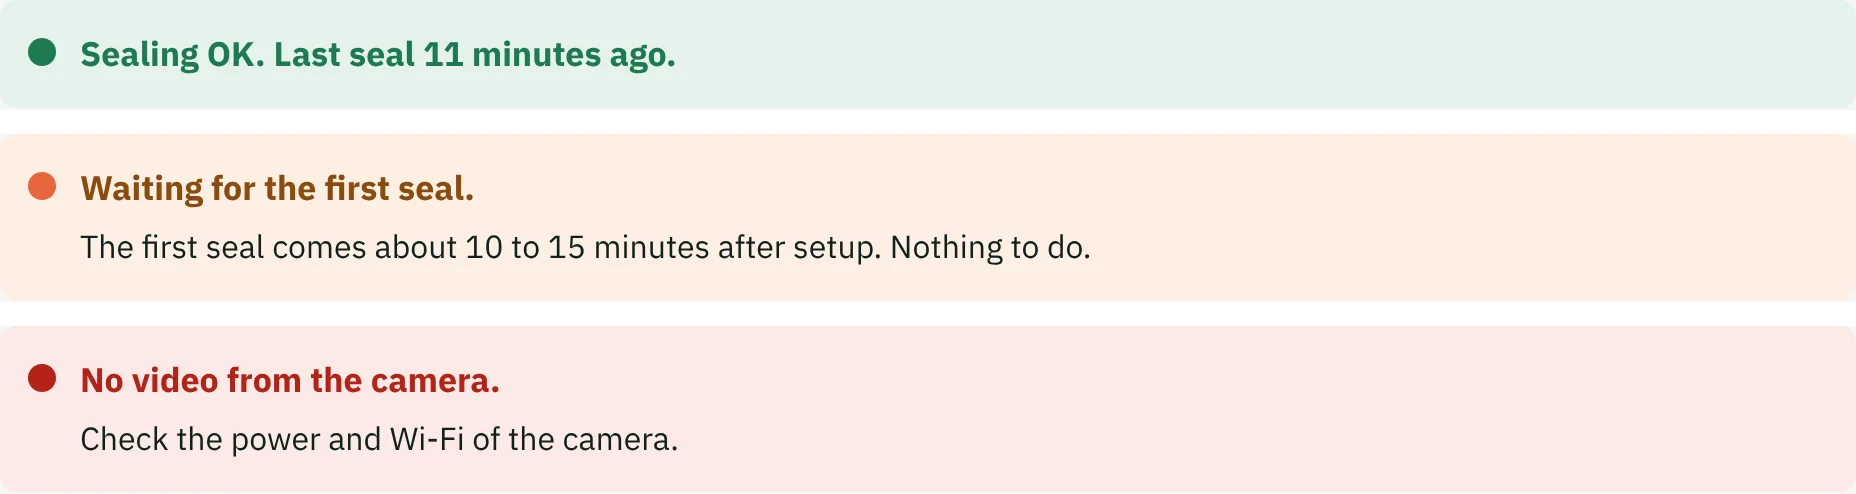 Sealing OK. Last seal 11 minutes ago.
Waiting for the first seal.
The first seal comes about 10 to 15 minutes after setup. Nothing to do.
No video from the camera.
Check the power and Wi-Fi of the camera.